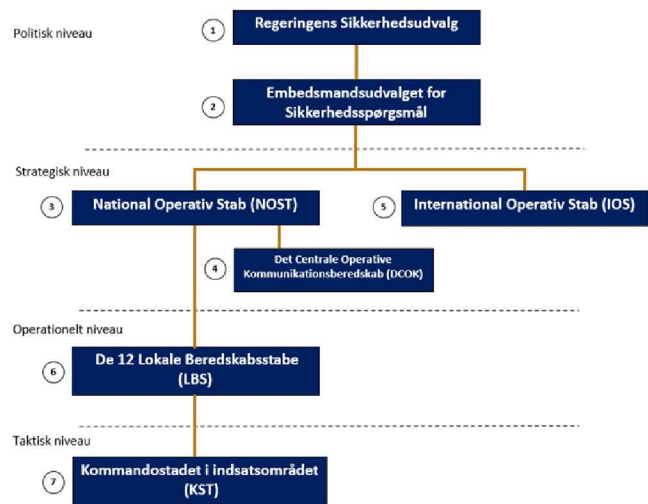 Politisk niveau
1
Regeringens Sikkerhedsudvalg
2
Embedsmandsudvalget for
Sikkerhedsspørgsmål
Strategisk niveau
3
National Operativ Stab (NOST)
5
International Operativ Stab (IOS)
4
Det Centrale Operative
Kommunikationsberedskab (DCOK)
Operationelt niveau
6
De 12 Lokale Beredskabsstabe
(LBS)
Taktisk niveau
7
Kommandostadet i indsatsområdet
(KST)